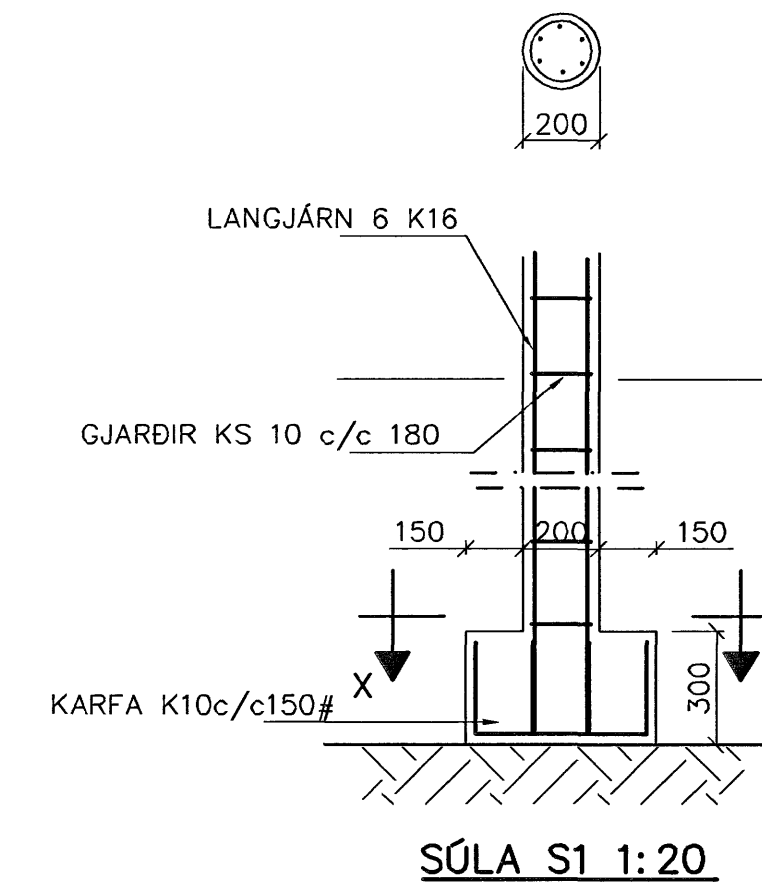 200
LANGJÁRN 6 K16
GJARÐIR KS 10 c/c 180
150 200 150
300
X
KARFA K10c/c150#
SÚLA S1 1:20